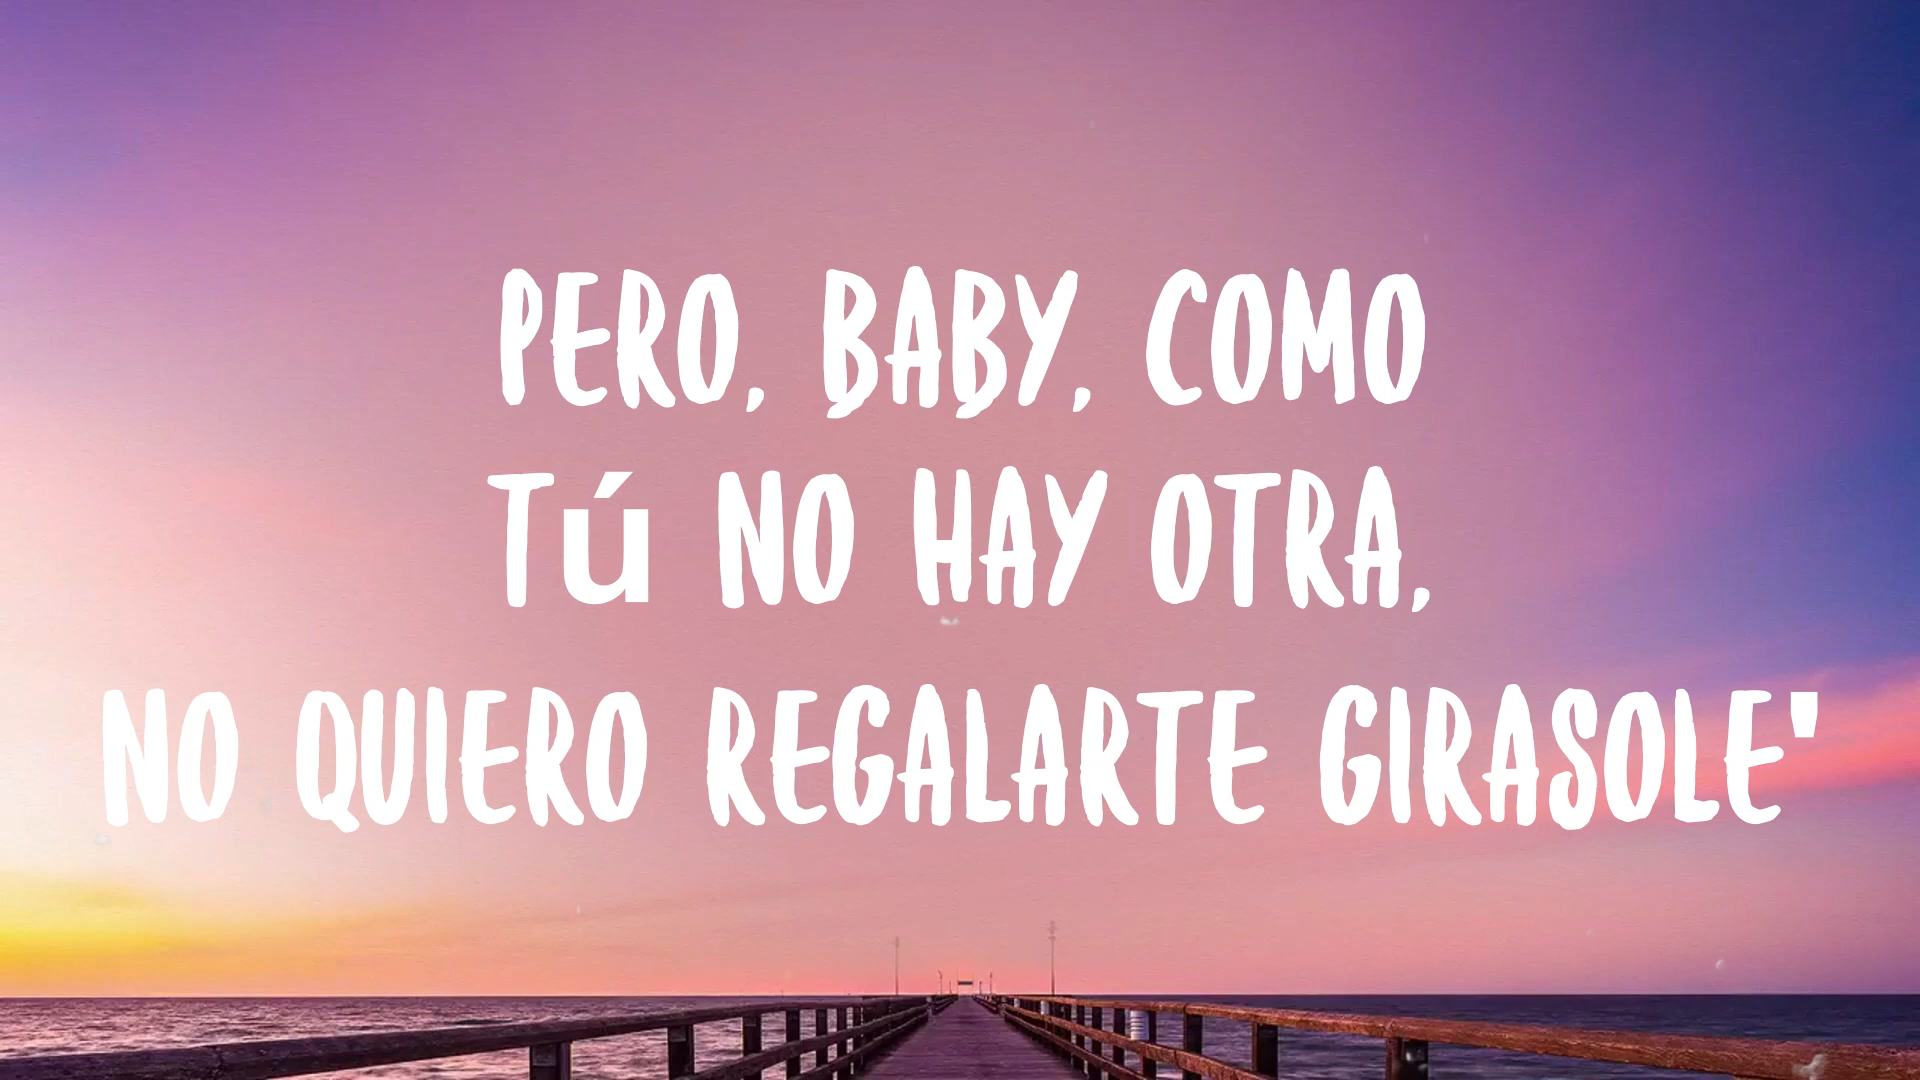 PERO, BABY, COMO
Tú NO HAY OTRA,
NO QUIERO REGALARTE GIRASOLE'